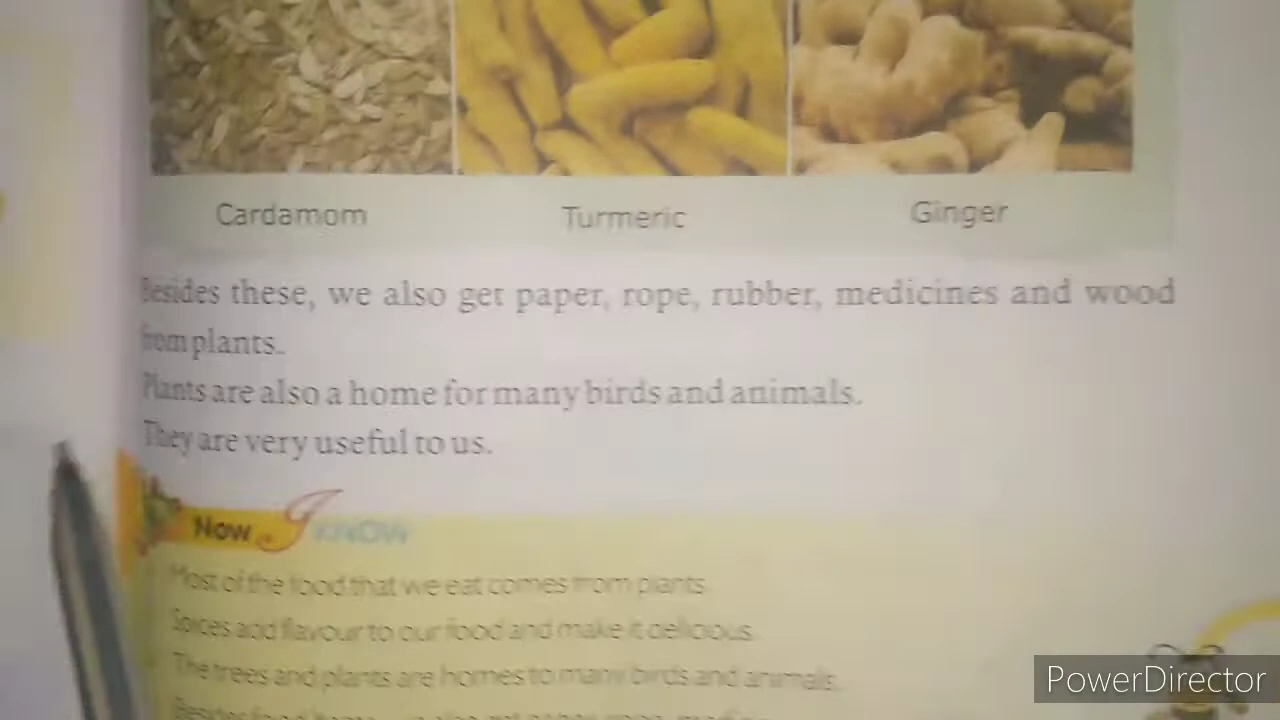 Cardamom Turmeric Ginger
Besides these, we also get paper, rope, rubber, medicines and wood
from plants.
Plants are also a home for many birds and animals.
They are very useful to us.
Now I KNOW
Most of the food that we eat comes from plants.
Spices add flavour to our food and make it delicious.
The trees and plants are homes to many birds and animals.
Besides food
PowerDirector